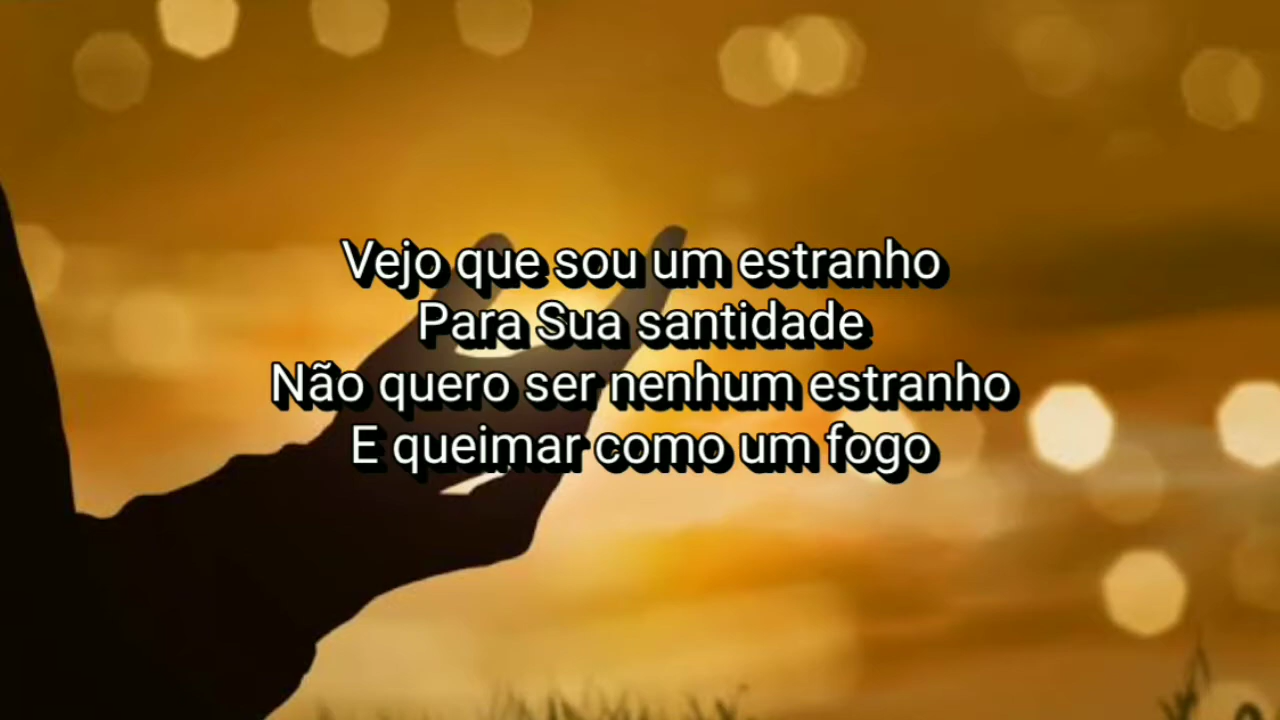 Vejo que sou um estranho
Para Sua santidade
Não quero ser nenhum estranho
E queimar como um fogo